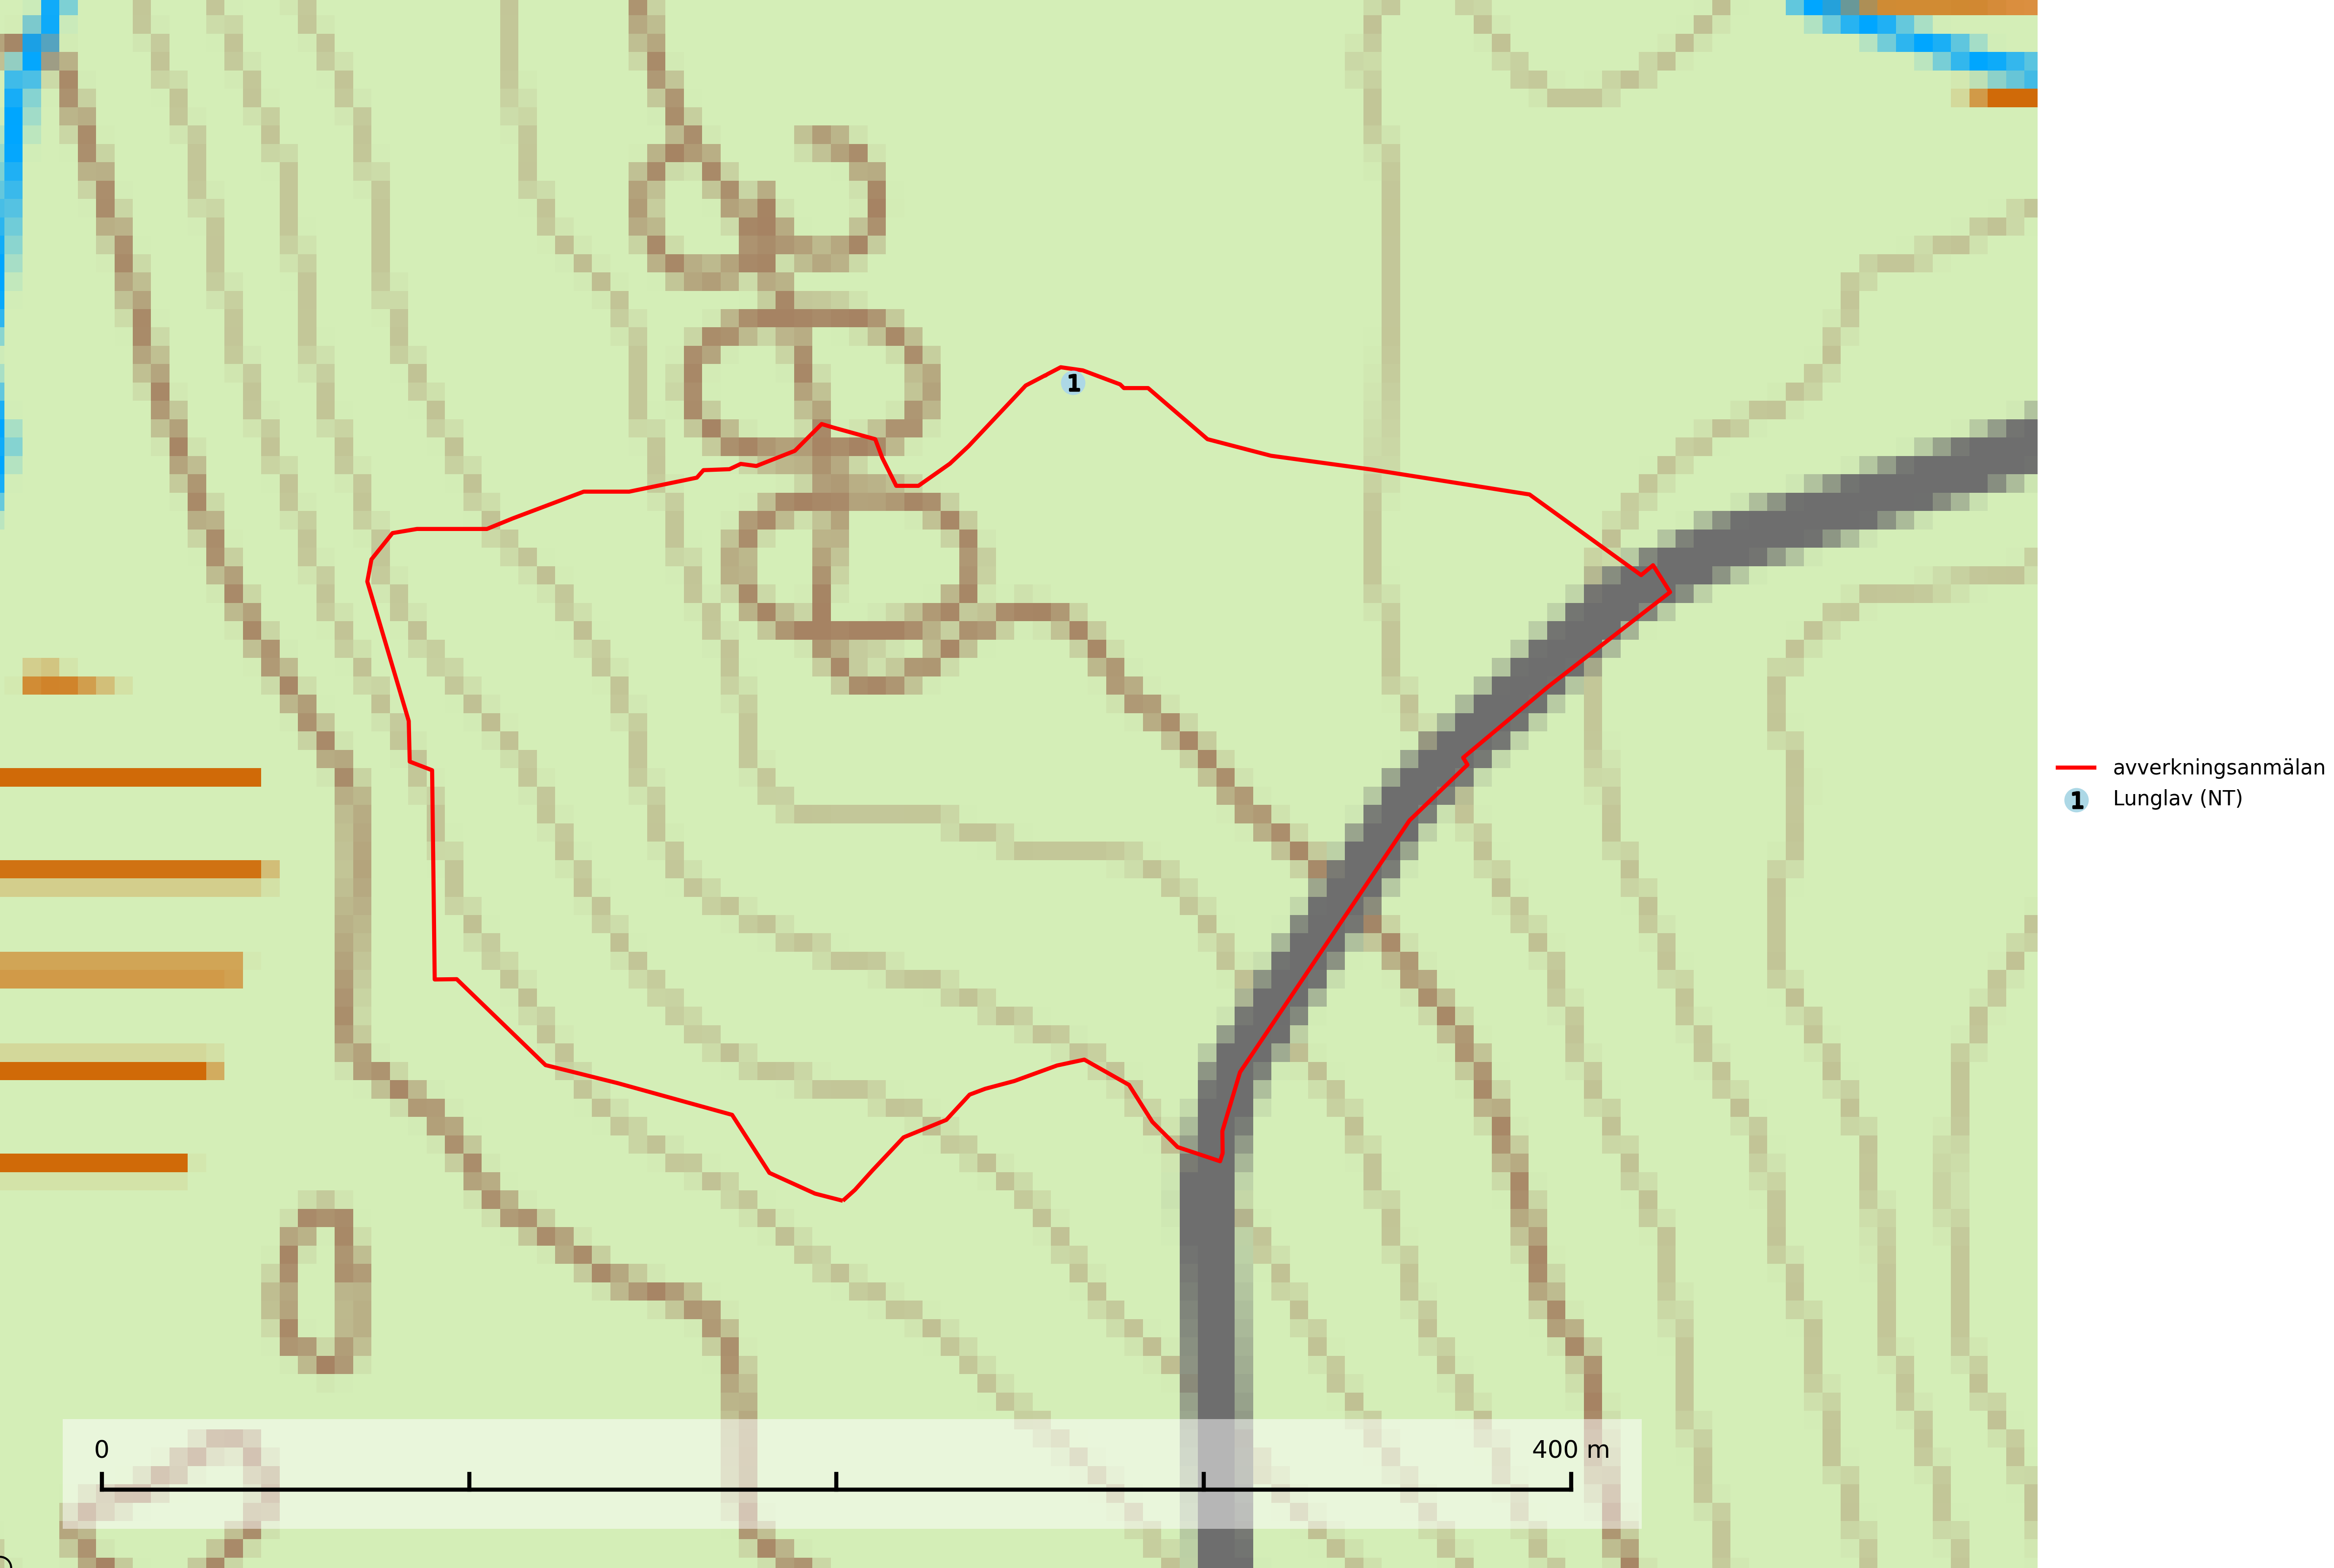 1
avverkningsanmälan
1 Lunglav (NT)
0 400 m